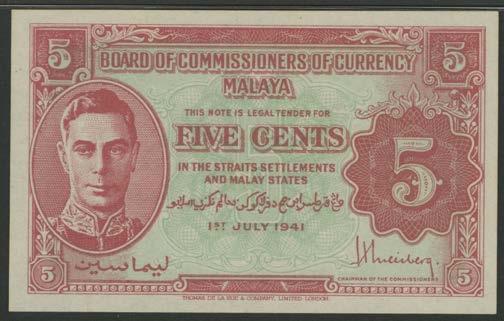 5 5
BOARD OF COMMISSIONERS OF CURRENCY
MALAYA
THIS NOTE IS LEGAL TENDER FOR
FIVE CENTS
5
IN THE STRAITS SETTLEMENTS
AND MALAY STATES
1ST JULY 1941
ليما سين
CHAIRMAN OF THE COMMISSIONERS
5 5
THOMAS DE LA RUE & COMPANY, LIMITED, LONDON.